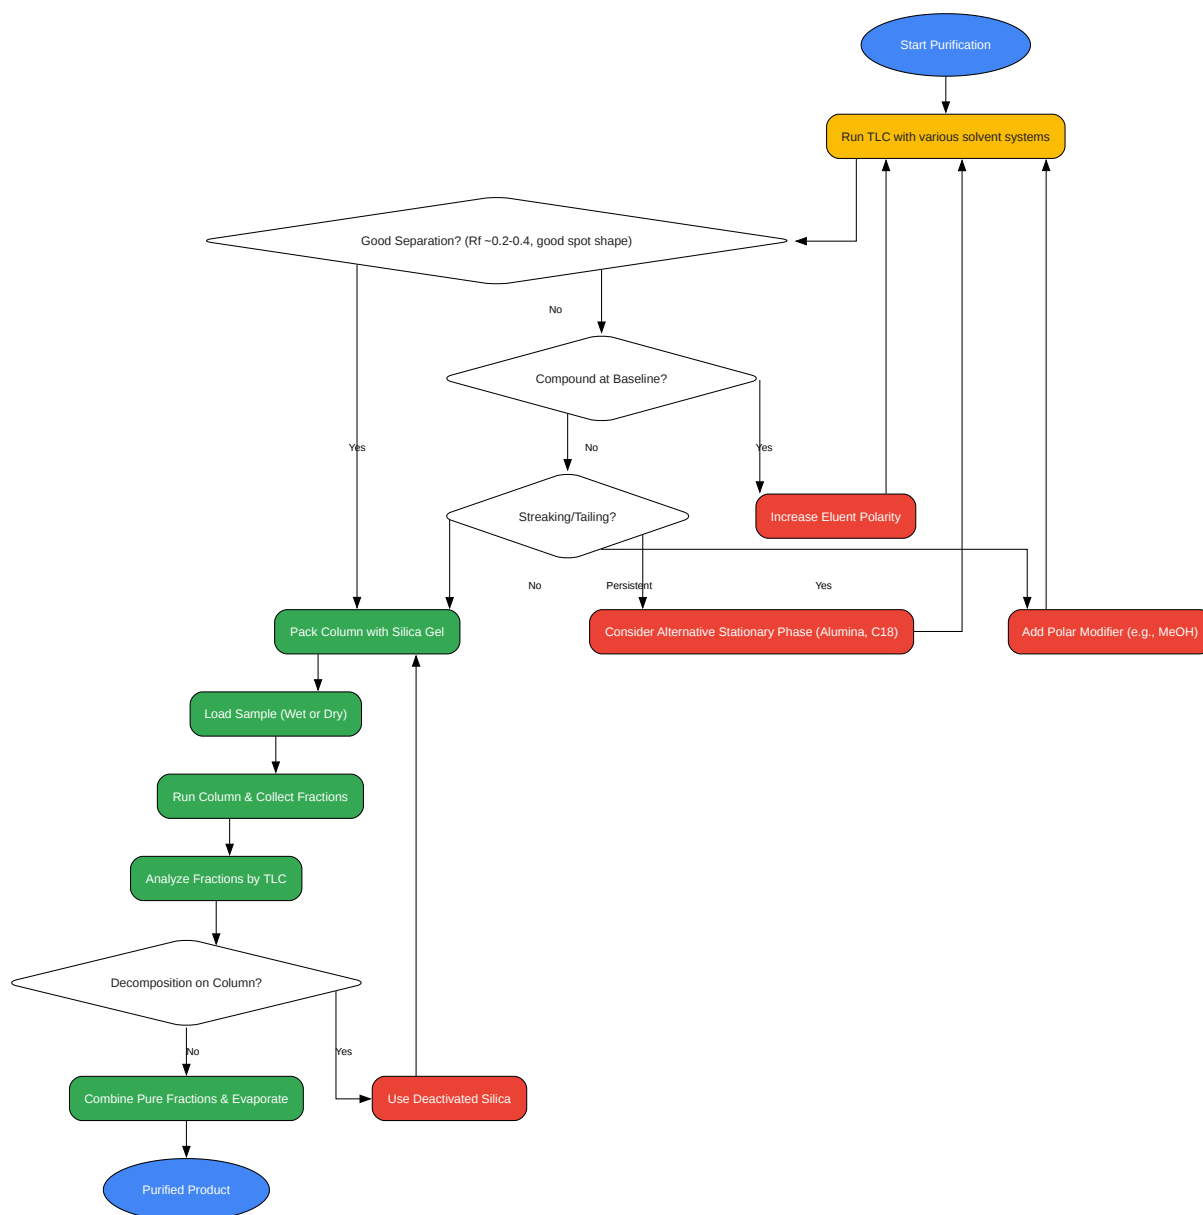 Start Purification
Run TLC with various solvent systems
Good Separation? (Rf ~0.2-0.4, good spot shape)
No
Compound at Baseline?
Yes
No
Yes
Streaking/Tailing?
Increase Eluent Polarity
No
Persistent
Yes
Pack Column with Silica Gel
Consider Alternative Stationary Phase (Alumina, C18)
Add Polar Modifier (e.g., MeOH)
Load Sample (Wet or Dry)
Run Column & Collect Fractions
Analyze Fractions by TLC
Decomposition on Column?
No
Yes
Combine Pure Fractions & Evaporate
Use Deactivated Silica
Purified Product